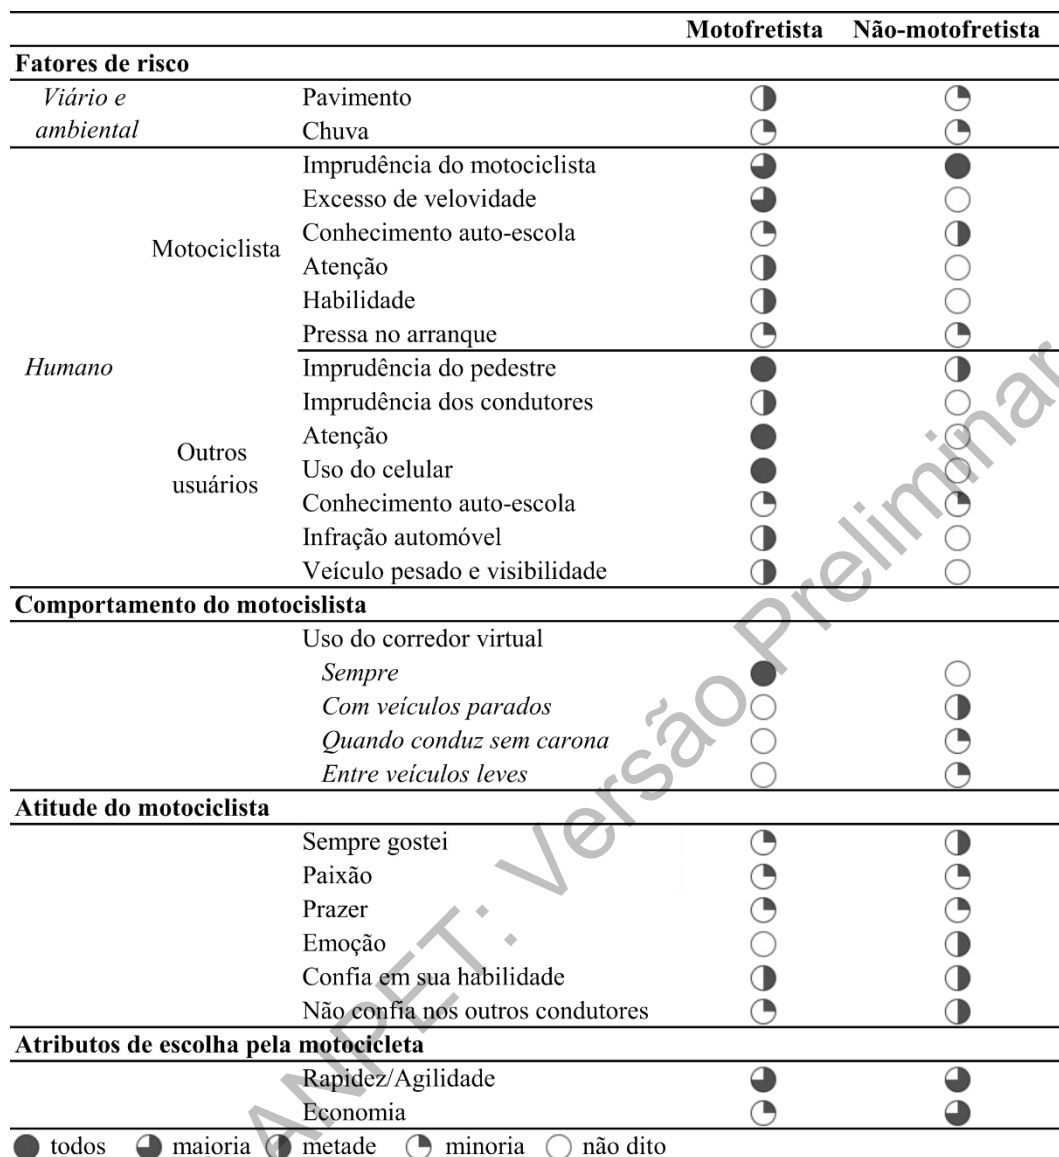 Motofretista Não-motofretista
Fatores de risco
Viário e ambiental
Pavimento
Chuva
Humano
Motociclista
Imprudência do motociclista
Excesso de velovidade
Conhecimento auto-escola
Atenção
Habilidade
Pressa no arranque
Outros usuários
Imprudência do pedestre
Imprudência dos condutores
Atenção
Uso do celular
Conhecimento auto-escola
Infração automóvel
Veículo pesado e visibilidade
Comportamento do motocislista
Uso do corredor virtual
Sempre
Com veículos parados
Quando conduz sem carona
Entre veículos leves
Atitude do motociclista
Sempre gostei
Paixão
Prazer
Emoção
Confia em sua habilidade
Não confia nos outros condutores
Atributos de escolha pela motocicleta
Rapidez/Agilidade
Economia
todos maioria metade minoria não dito
ANPET: Versão Preliminar